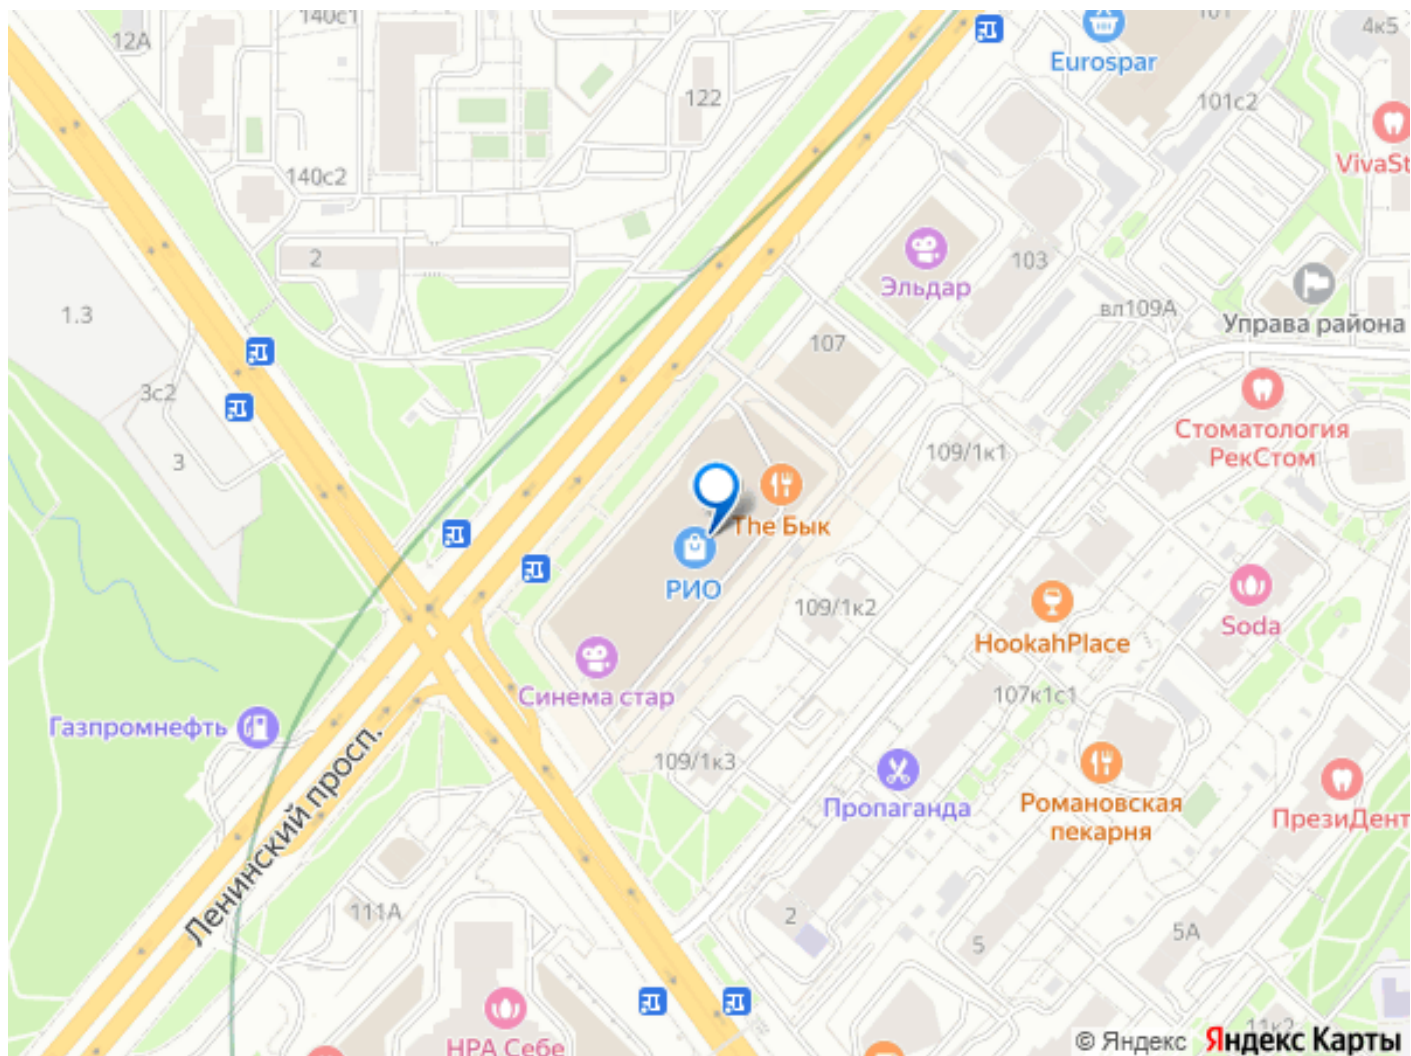 140с1
12А
101
4к5
Eurospar
122
101с2
VivaSt
140с2
2
103
Эльдар
1.3
вл109А
Управа района
107
3с2
3
109/1к1
Стоматология
РекСтом
The Бык
РИО
109/1к2
HookahPlace
Soda
Синема стар
107к1с1
Газпромнефть
109/1к3
Пропаганда
Романовская
пекарня
ПрезиДент
Ленинский просп.
111А
2
5
5А
11к2
НРА Себе
© Яндекс Яндекс Карты